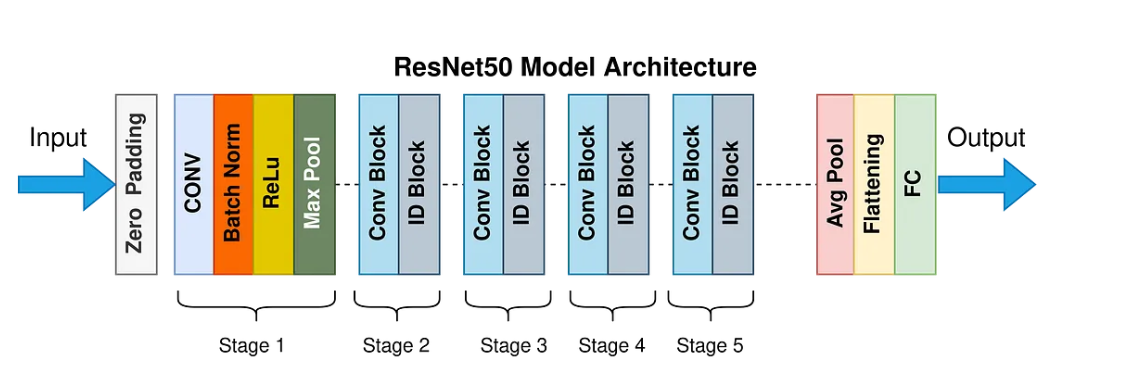 ResNet50 Model Architecture
Input
Zero Padding
CONV
Batch Norm
ReLu
Max Pool
Conv Block
ID Block
Conv Block
ID Block
Conv Block
ID Block
Conv Block
ID Block
Avg Pool
Flattening
FC
Output
Stage 1
Stage 2
Stage 3
Stage 4
Stage 5